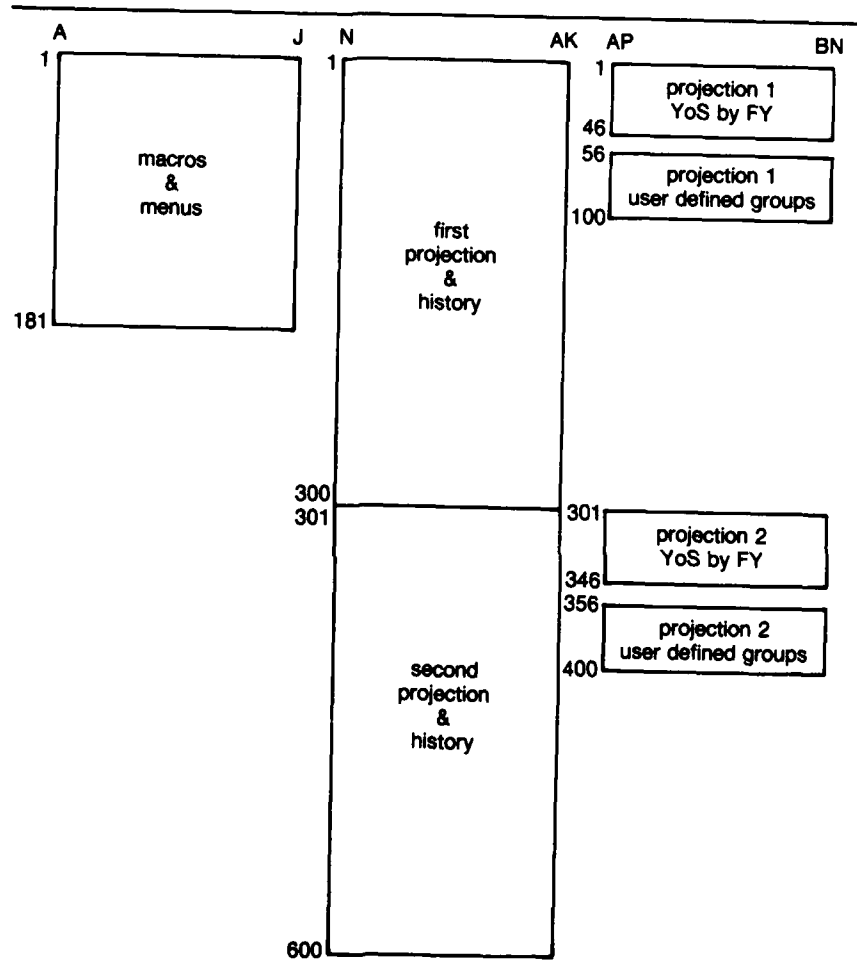 A J N AK AP BN
1
macros
&
menus
181
1
first
projection
&
history
300
301
second
projection
&
history
600
1
projection 1
YoS by FY
46
56
projection 1
user defined groups
100
301
projection 2
YoS by FY
346
356
projection 2
user defined groups
400